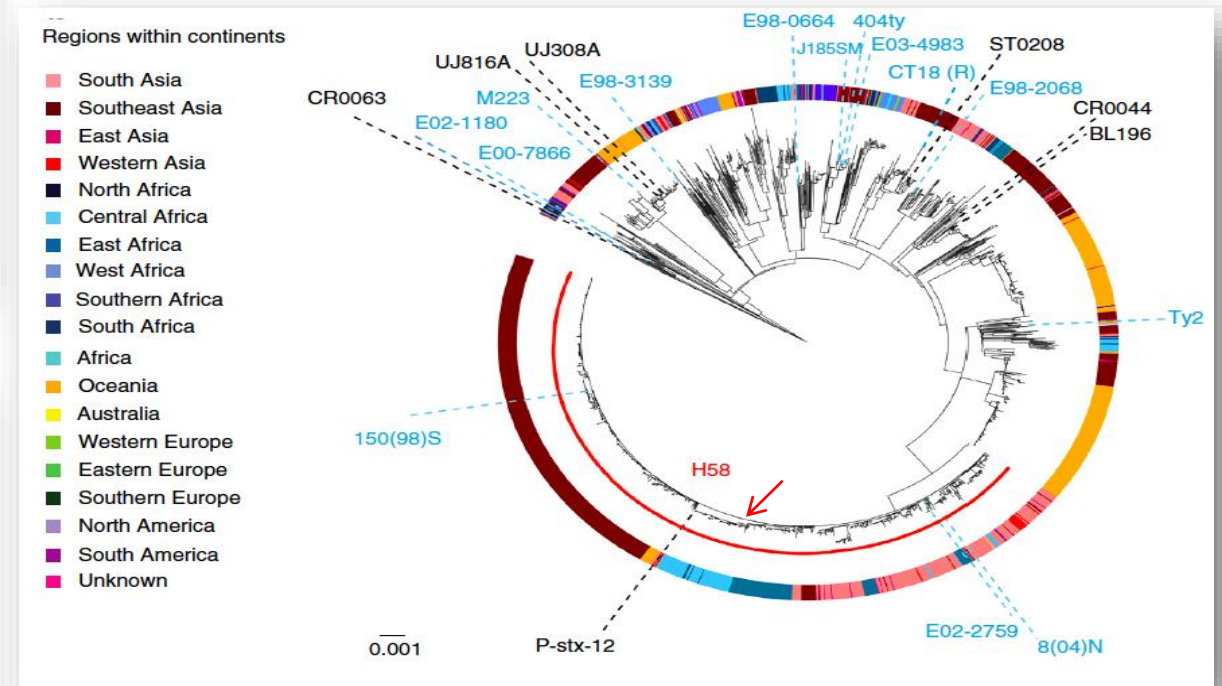 Regions within continents
South Asia
Southeast Asia
East Asia
Western Asia
North Africa
Central Africa
East Africa
West Africa
Southern Africa
South Africa
Africa
Oceania
Australia
Western Europe
Eastern Europe
Southern Europe
North America
South America
Unknown
E98-0664
404ty
J185SM
E03-4983
ST0208
UJ308A
UJ816A
E98-3139
CT18 (R)
E98-2068
CR0063
M223
CR0044
E02-1180
BL196
E00-7866
Ty2
150(98)S
H58
E02-2759
P-stx-12
8(04)N
0.001